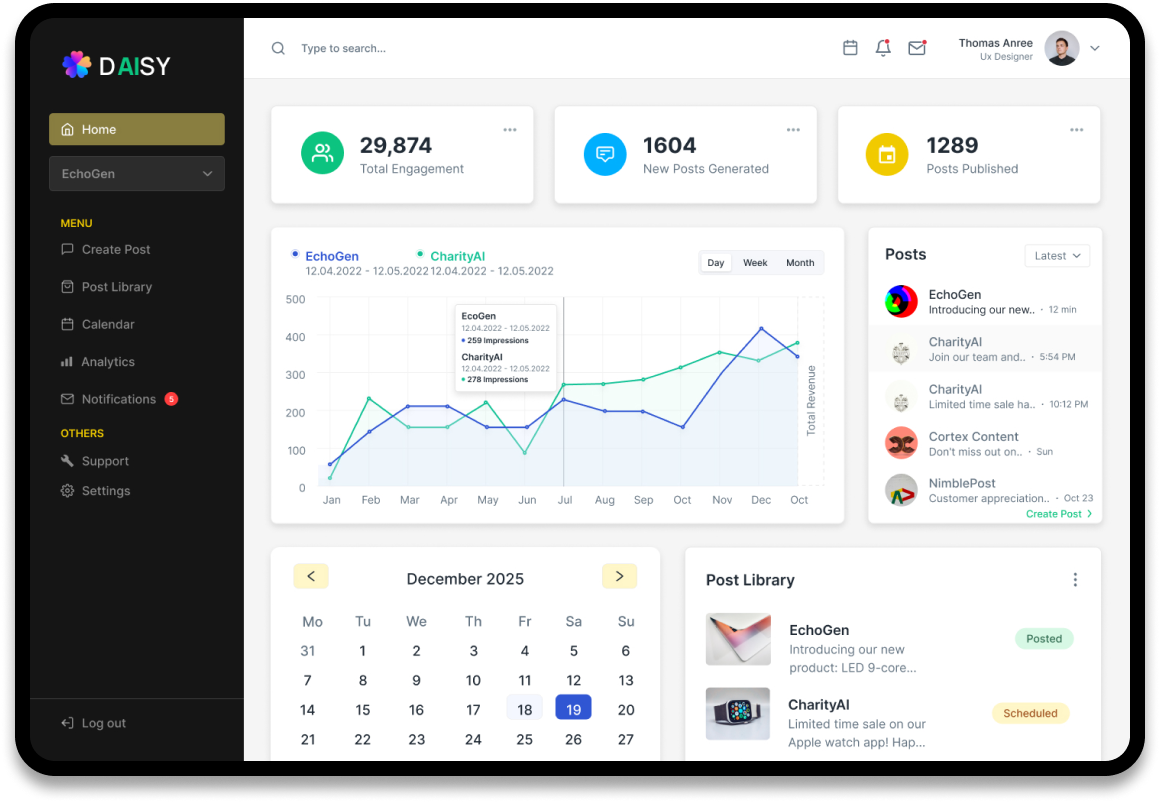 DAISY
Home
EchoGen
MENU
Create Post
Post Library
Calendar
Analytics
Notifications 5
OTHERS
Support
Settings
Log out
Type to search...
Thomas Anree
Ux Designer
29,874
Total Engagement
1604
New Posts Generated
1289
Posts Published
EchoGen CharityAI
12.04.2022 - 12.05.2022 12.04.2022 - 12.05.2022
Day Week Month
500
400
300
200
100
0
EcoGen
12.04.2022 - 12.05.2022
259 Impressions
CharityAI
12.04.2022 - 12.05.2022
278 Impressions
Total Revenue
Jan Feb Mar Apr May Jun Jul Aug Sep Oct Nov Dec Oct
Posts
Latest
EchoGen
Introducing our new.. · 12 min
CharityAI
Join our team and.. · 5:54 PM
CharityAI
Limited time sale ha.. · 10:12 PM
Cortex Content
Don't miss out on.. · Sun
NimblePost
Customer appreciation.. · Oct 23
Create Post >
< December 2025 >
Mo Tu We Th Fr Sa Su
31 1 2 3 4 5 6
7 8 9 10 11 12 13
14 15 16 17 18 19 20
21 22 23 24 25 26 27
Post Library
EchoGen
Introducing our new
product: LED 9-core...
Posted
CharityAI
Limited time sale on our
Apple watch app! Hap...
Scheduled